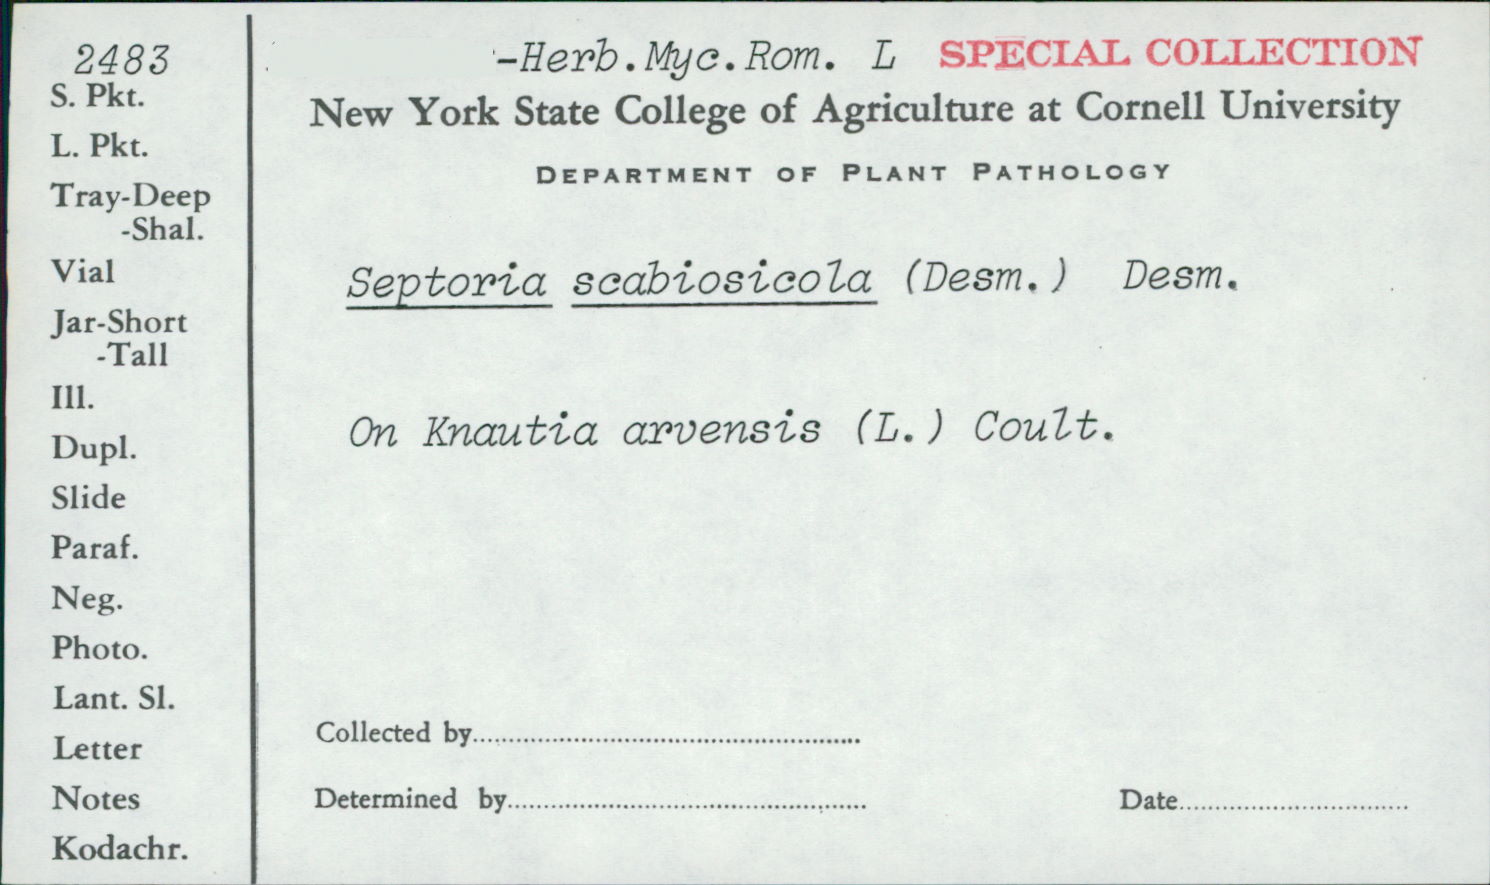 2483
S. Pkt.
L. Pkt.
Tray-Deep
-Shal.
Vial
Jar-Short
-Tall
Ill.
Dupl.
Slide
Paraf.
Neg.
Photo.
Lant. Sl.
Letter
Notes
Kodachr.
-Herb.Myc.Rom. L SPECIAL COLLECTION
New York State College of Agriculture at Cornell University
DEPARTMENT OF PLANT PATHOLOGY
Septoria scabiosicola (Desm.) Desm.
On Knautia arvensis (L.) Coult.
Collected by
Determined by Date